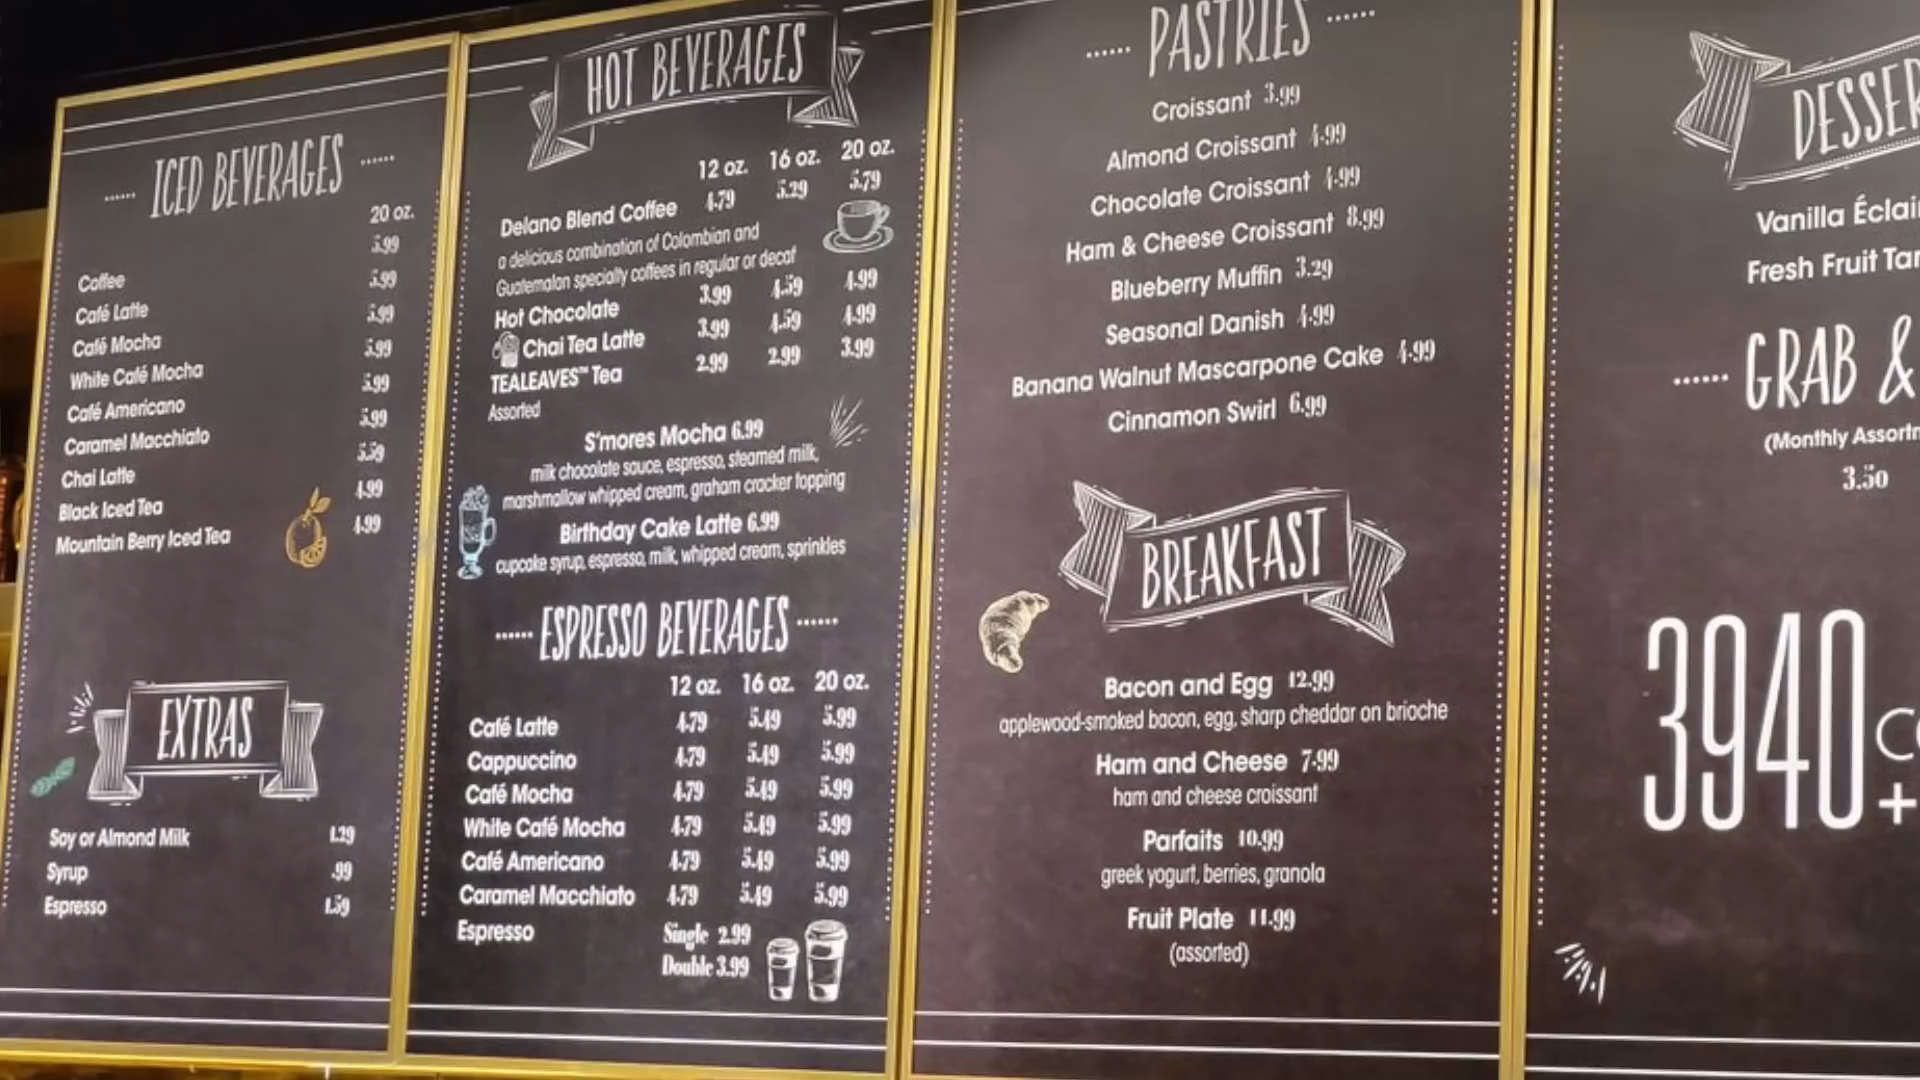 ICED BEVERAGES
20 oz.
Coffee 5.99
Café Latte 5.99
Café Mocha 5.99
White Café Mocha 5.99
Café Americano 5.99
Caramel Macchiato 5.99
Chai Latte 5.59
Black Iced Tea 4.99
Mountain Berry Iced Tea 4.99
EXTRAS
Soy or Almond Milk 1.29
Syrup .99
Espresso 1.59
HOT BEVERAGES
12 oz. 16 oz. 20 oz.
Delano Blend Coffee 4.79 5.29 5.79
a delicious combination of Colombian and
Guatemalan specialty coffees in regular or decaf
Hot Chocolate 3.99 4.59 4.99
Chai Tea Latte 3.99 4.59 4.99
TEALEAVES™ Tea 2.99 2.99 3.99
Assorted
S'mores Mocha 6.99
milk chocolate sauce, espresso, steamed milk,
marshmallow whipped cream, graham cracker topping
Birthday Cake Latte 6.99
cupcake syrup, espresso, milk, whipped cream, sprinkles
ESPRESSO BEVERAGES
12 oz. 16 oz. 20 oz.
Café Latte 4.79 5.49 5.99
Cappuccino 4.79 5.49 5.99
Café Mocha 4.79 5.49 5.99
White Café Mocha 4.79 5.49 5.99
Café Americano 4.79 5.49 5.99
Caramel Macchiato 4.79 5.49 5.99
Espresso Single 2.99
Double 3.99
PASTRIES
Croissant 3.99
Almond Croissant 4.99
Chocolate Croissant 4.99
Ham & Cheese Croissant 8.99
Blueberry Muffin 3.29
Seasonal Danish 4.99
Banana Walnut Mascarpone Cake 4.99
Cinnamon Swirl 6.99
BREAKFAST
Bacon and Egg 12.99
applewood-smoked bacon, egg, sharp cheddar on brioche
Ham and Cheese 7.99
ham and cheese croissant
Parfaits 10.99
greek yogurt, berries, granola
Fruit Plate 11.99
(assorted)
DESSER
Vanilla Éclair
Fresh Fruit Tar
GRAB &
(Monthly Assortm
3.50
3940
+